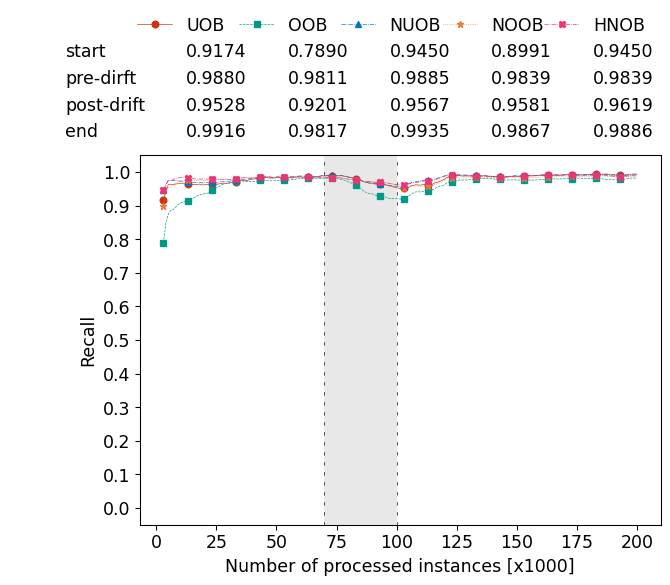 UOB OOB NUOB NOOB HNOB
start 0.9174 0.7890 0.9450 0.8991 0.9450
pre-dirft 0.9880 0.9811 0.9885 0.9839 0.9839
post-drift 0.9528 0.9201 0.9567 0.9581 0.9619
end 0.9916 0.9817 0.9935 0.9867 0.9886
1.0
0.9
0.8
0.7
0.6
0.5
0.4
0.3
0.2
0.1
0.0
Recall
0 25 50 75 100 125 150 175 200
Number of processed instances [x1000]